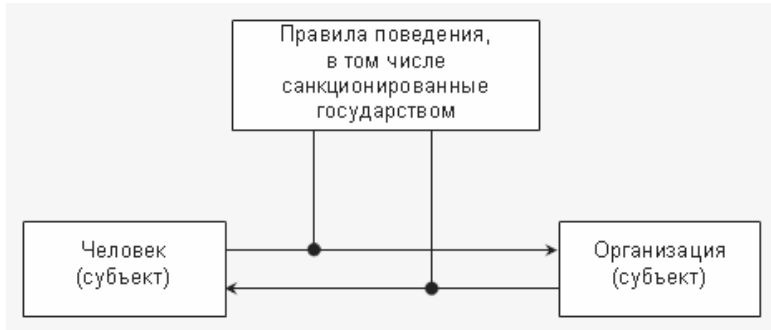 Правила поведения,
в том числе
санкционированные
государством
Человек
(субъект)
Организация
(субъект)